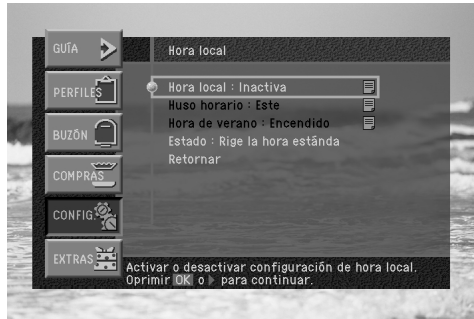 GUÍA
Hora local
PERFILES
Hora local : Inactiva
Huso horario : Este
Hora de verano : Encendido
BUZÓN
Estado : Rige la hora estănda
Retornar
COMPRAS
CONFIG.
EXTRAS
Activar o desactivar configuración de hora local.
Oprimir OK o para continuar.